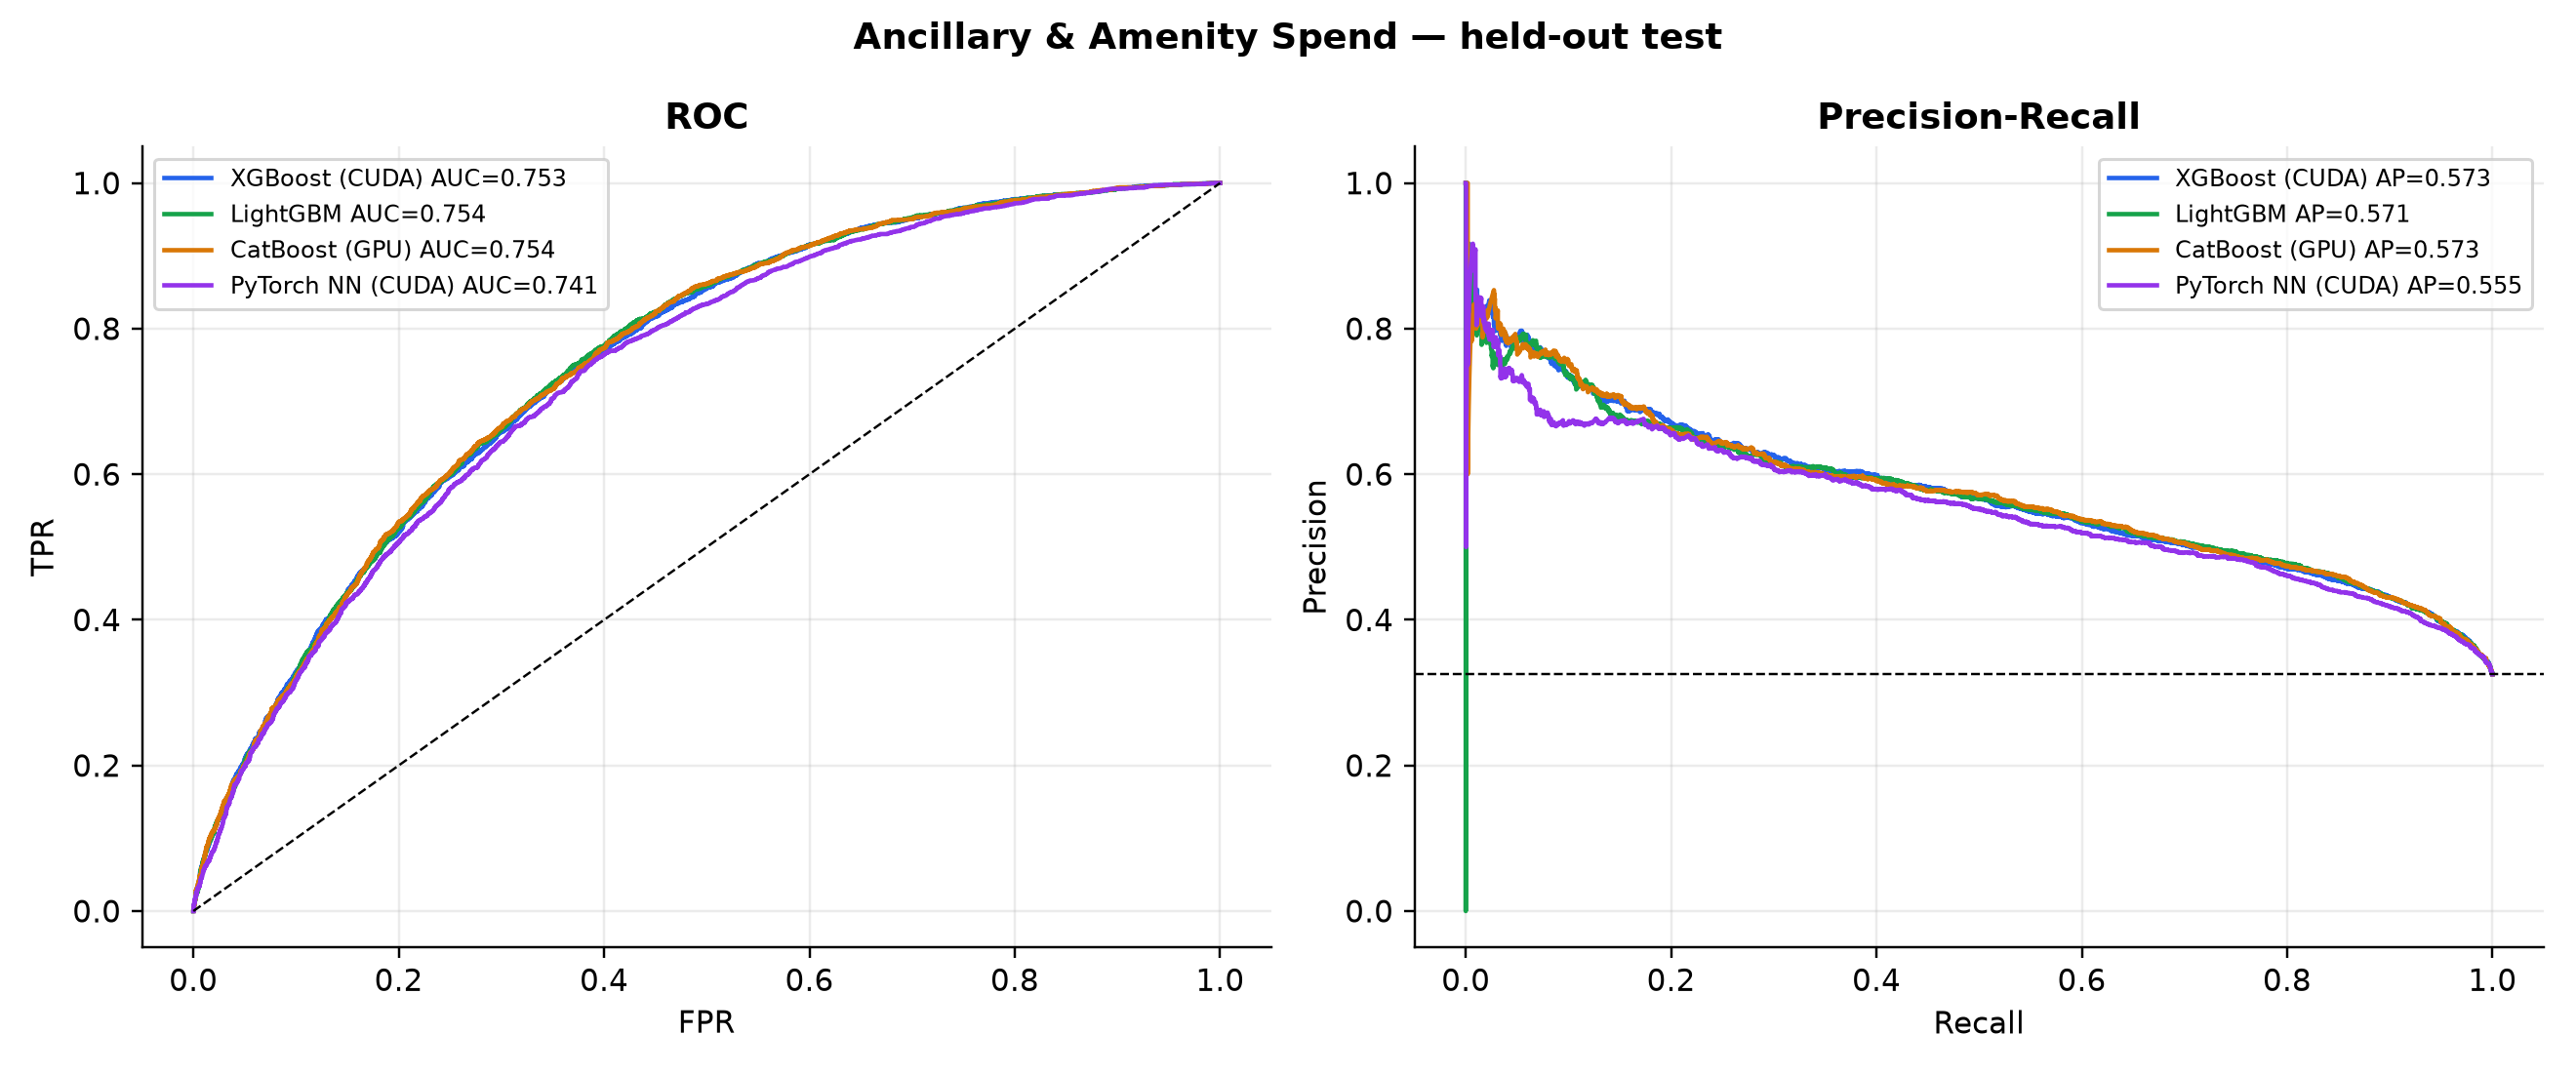 Ancillary & Amenity Spend — held-out test
ROC
XGBoost (CUDA) AUC=0.753
LightGBM AUC=0.754
CatBoost (GPU) AUC=0.754
PyTorch NN (CUDA) AUC=0.741
1.0
0.8
0.6
0.4
0.2
0.0
TPR
0.0 0.2 0.4 0.6 0.8 1.0
FPR
Precision-Recall
XGBoost (CUDA) AP=0.573
LightGBM AP=0.571
CatBoost (GPU) AP=0.573
PyTorch NN (CUDA) AP=0.555
1.0
0.8
0.6
0.4
0.2
0.0
Precision
0.0 0.2 0.4 0.6 0.8 1.0
Recall